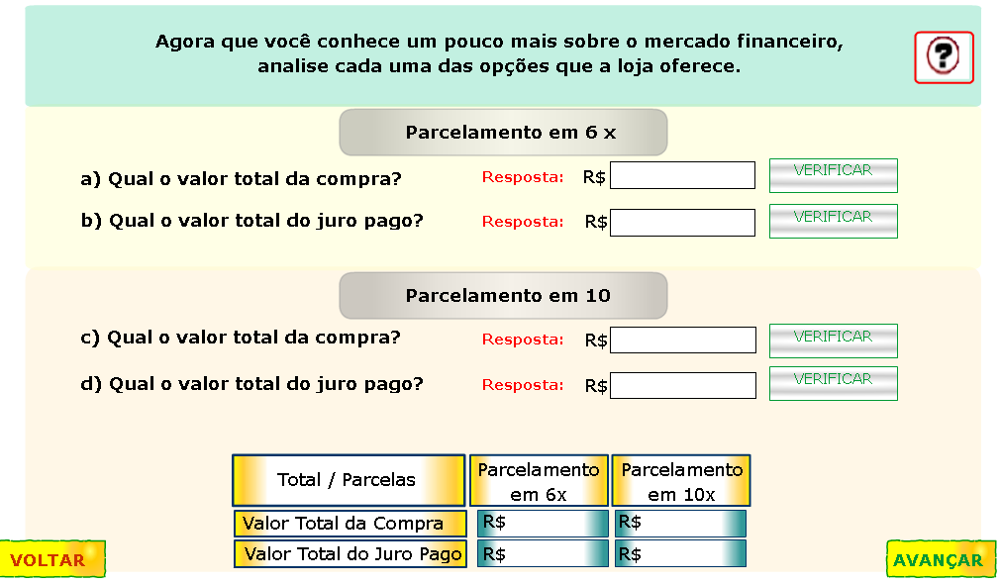 Agora que você conhece um pouco mais sobre o mercado financeiro,
analise cada uma das opções que a loja oferece.
?
Parcelamento em 6 x
a) Qual o valor total da compra? Resposta: R$ VERIFICAR
b) Qual o valor total do juro pago? Resposta: R$ VERIFICAR
Parcelamento em 10
c) Qual o valor total da compra? Resposta: R$ VERIFICAR
d) Qual o valor total do juro pago? Resposta: R$ VERIFICAR
Total / Parcelas
Parcelamento
em 6x
Parcelamento
em 10x
Valor Total da Compra R$ R$
Valor Total do Juro Pago R$ R$
VOLTAR
AVANÇAR